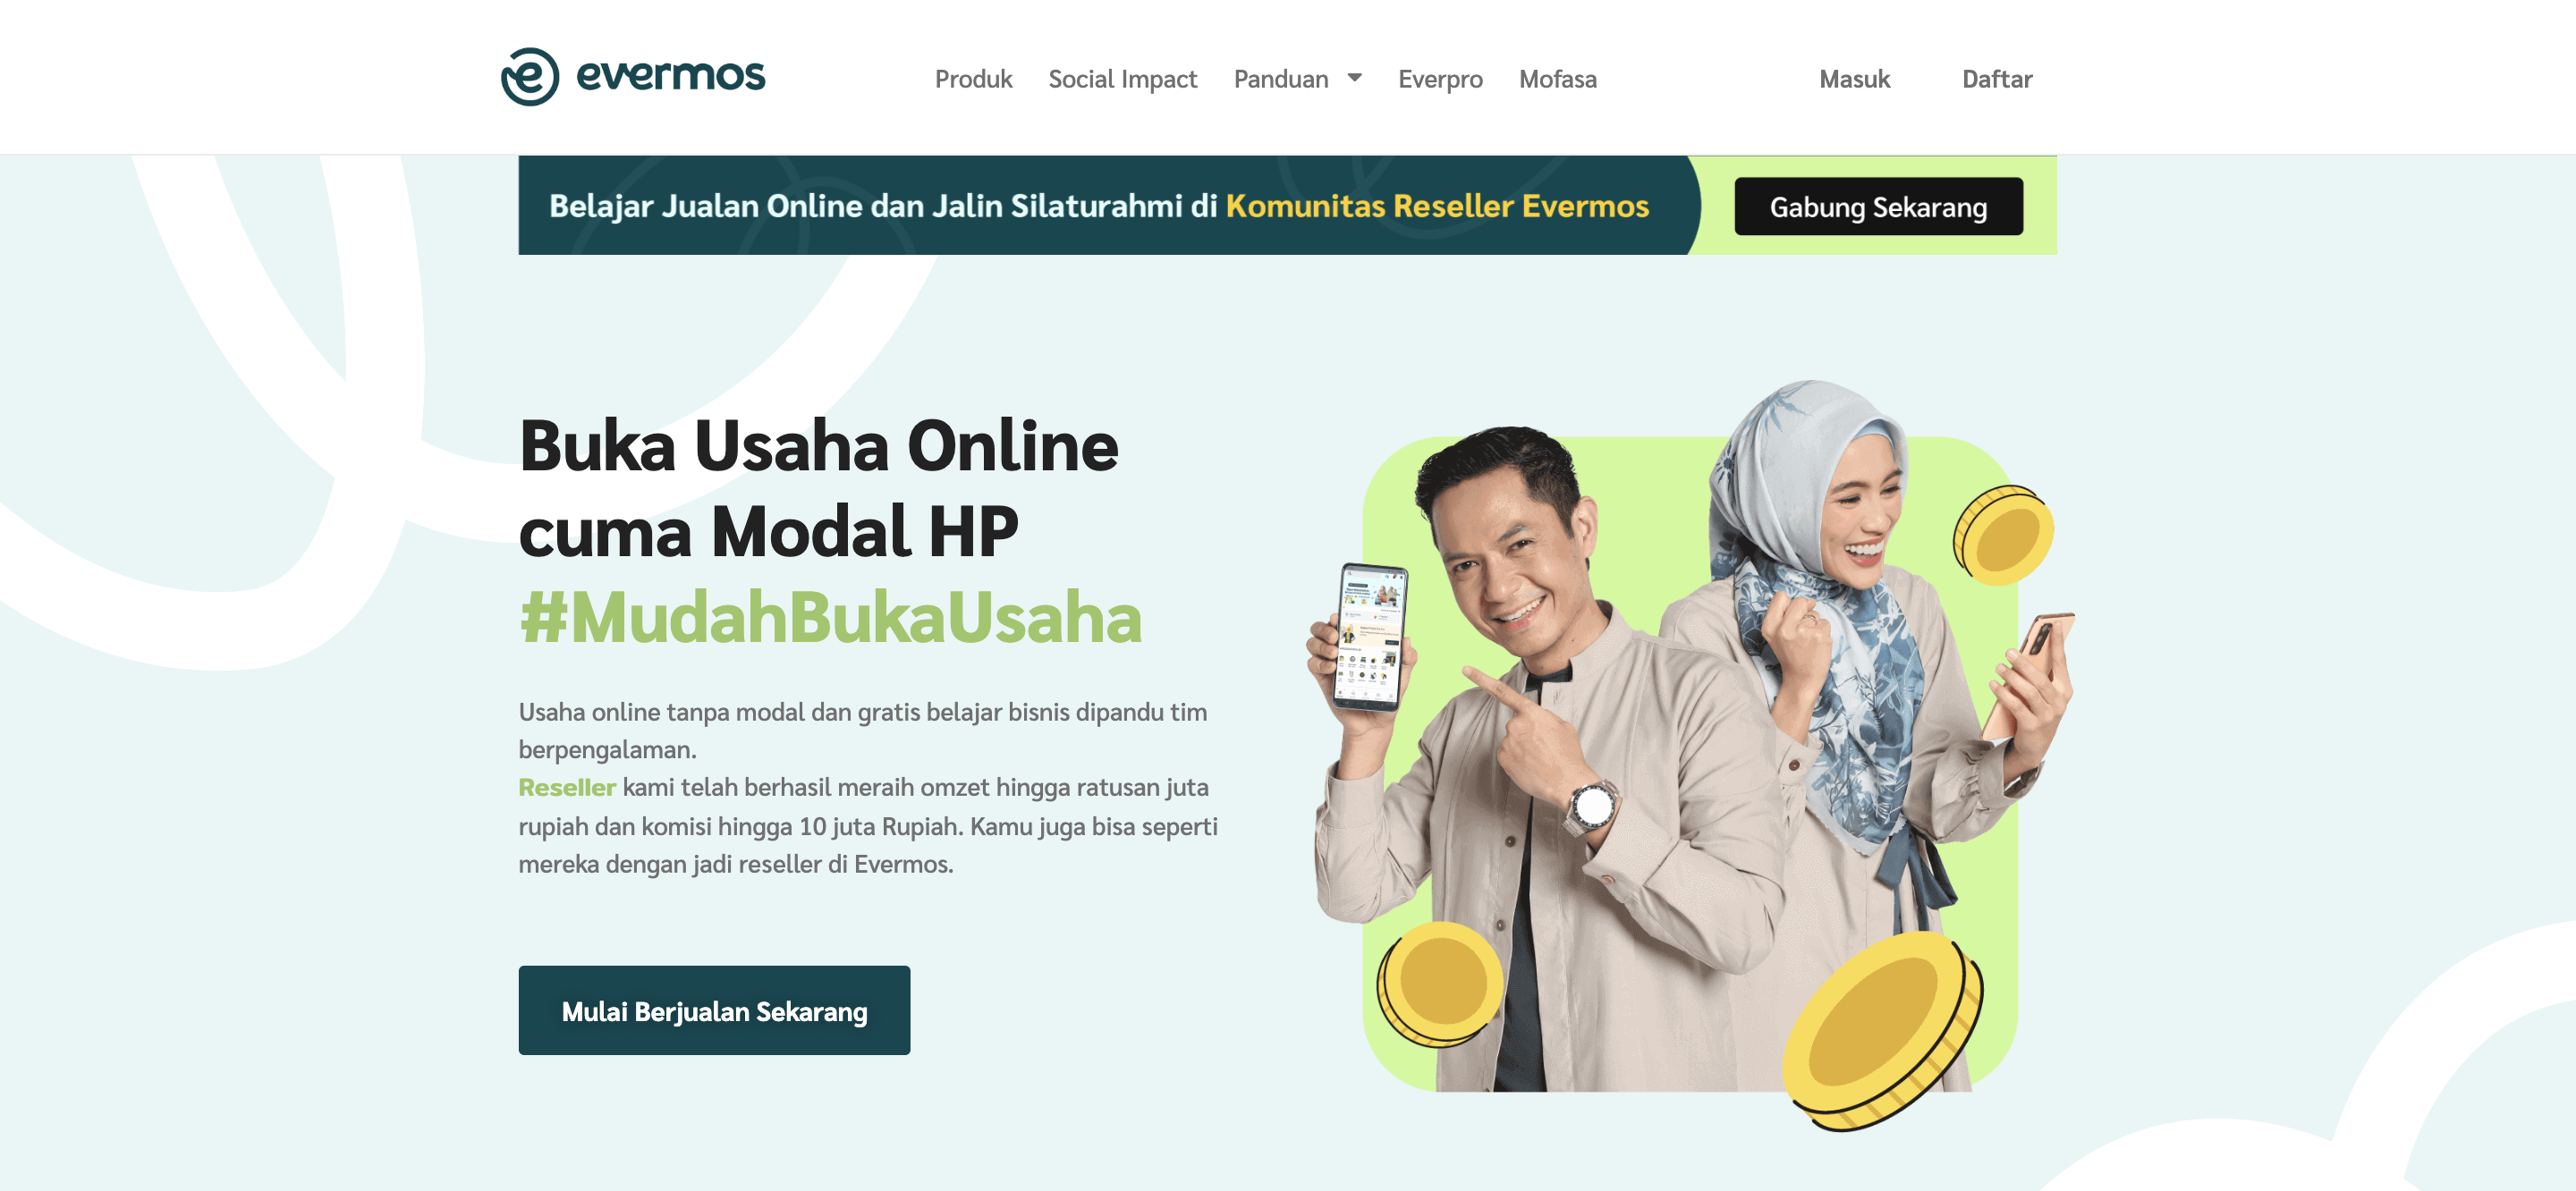 evermos
Produk
Social Impact
Panduan
Everpro
Mofasa
Masuk
Daftar
Belajar Jualan Online dan Jalin Silaturahmi di Komunitas Reseller Evermos
Gabung Sekarang
Buka Usaha Online
cuma Modal HP
#MudahBukaUsaha
Usaha online tanpa modal dan gratis belajar bisnis dipandu tim
berpengalaman.
Reseller kami telah berhasil meraih omzet hingga ratusan juta
rupiah dan komisi hingga 10 juta Rupiah. Kamu juga bisa seperti
mereka dengan jadi reseller di Evermos.
Mulai Berjualan Sekarang